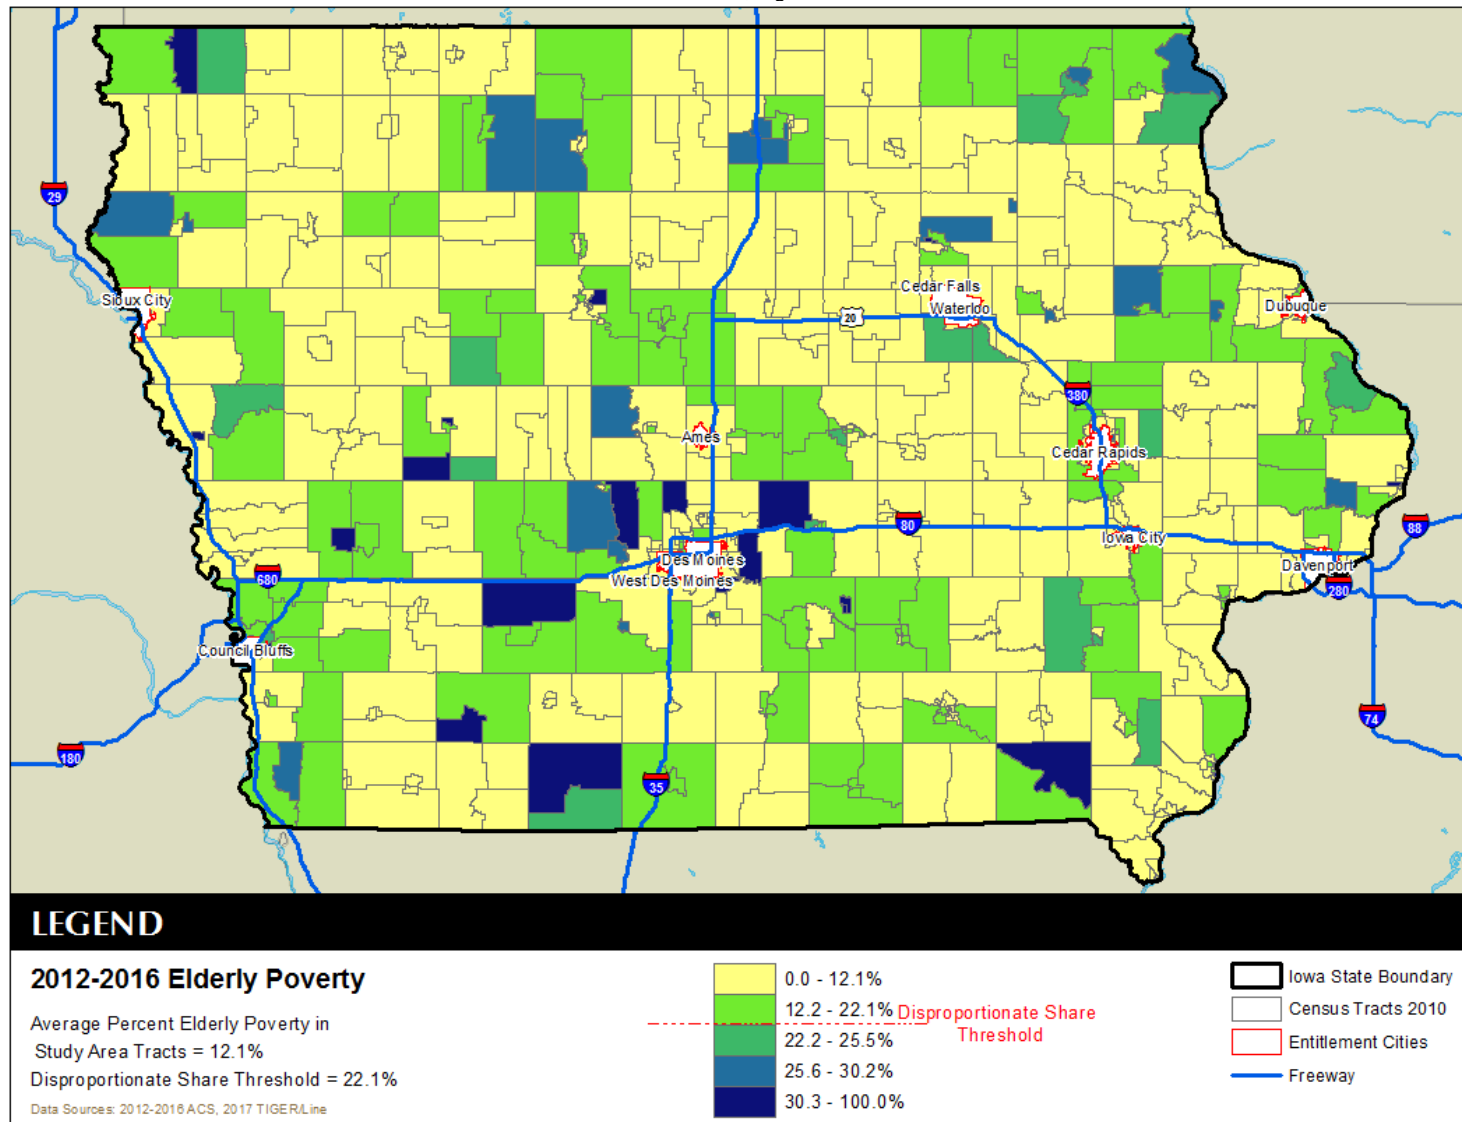 29
Sioux City
Cedar Falls
Waterloo
20
Dubuque
380
Ames
Cedar Rapids
80
Iowa City
88
Des Moines
West Des Moines
Davenport
280
680
Council Bluffs
74
180
35
LEGEND
2012-2016 Elderly Poverty
Average Percent Elderly Poverty in
Study Area Tracts = 12.1%
Disproportionate Share Threshold = 22.1%
Data Sources: 2012-2016 ACS, 2017 TIGER/Line
0.0 - 12.1%
12.2 - 22.1%
Disproportionate Share
Threshold
22.2 - 25.5%
25.6 - 30.2%
30.3 - 100.0%
Iowa State Boundary
Census Tracts 2010
Entitlement Cities
Freeway